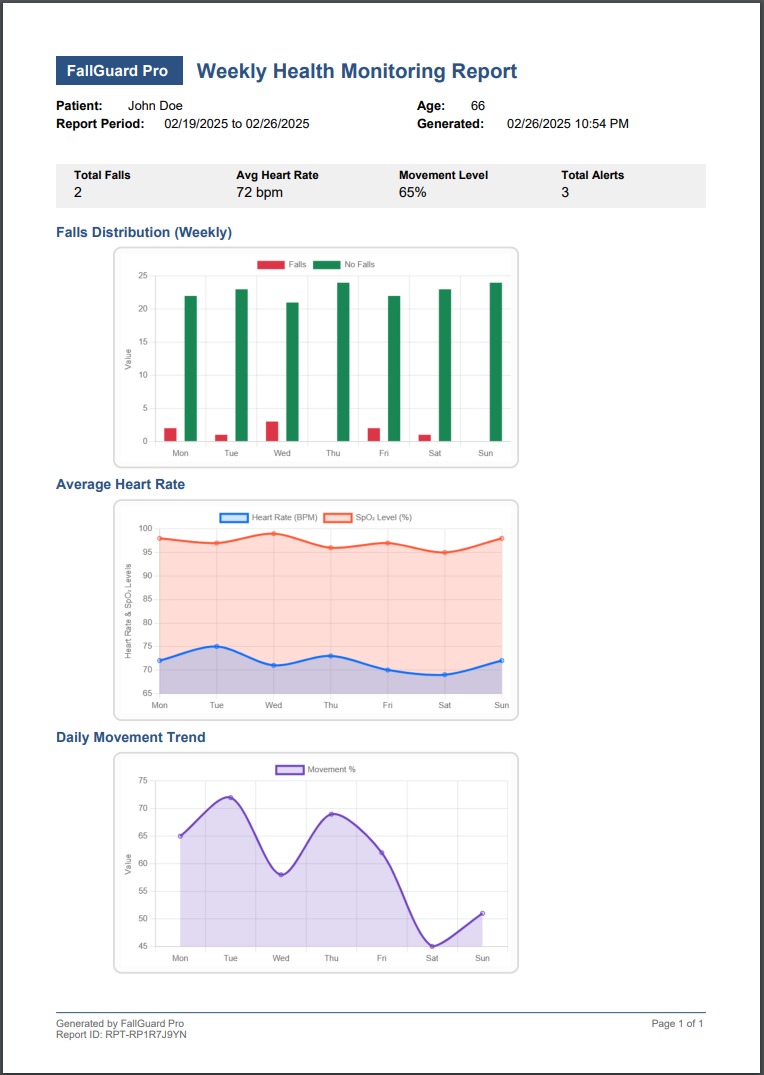 FallGuard Pro Weekly Health Monitoring Report
Patient: John Doe Age: 66
Report Period: 02/19/2025 to 02/26/2025 Generated: 02/26/2025 10:54 PM
Total Falls Avg Heart Rate Movement Level Total Alerts
2 72 bpm 65% 3
Falls Distribution (Weekly)
Falls No Falls
25
20
15
10
5
0
Value
Mon Tue Wed Thu Fri Sat Sun
Average Heart Rate
Heart Rate (BPM) SpO₂ Level (%)
100
95
90
85
80
75
70
65
Heart Rate & SpO₂ Levels
Mon Tue Wed Thu Fri Sat Sun
Daily Movement Trend
Movement %
75
70
65
60
55
50
45
Value
Mon Tue Wed Thu Fri Sat Sun
Generated by FallGuard Pro Page 1 of 1
Report ID: RPT-RP1R7J9YN